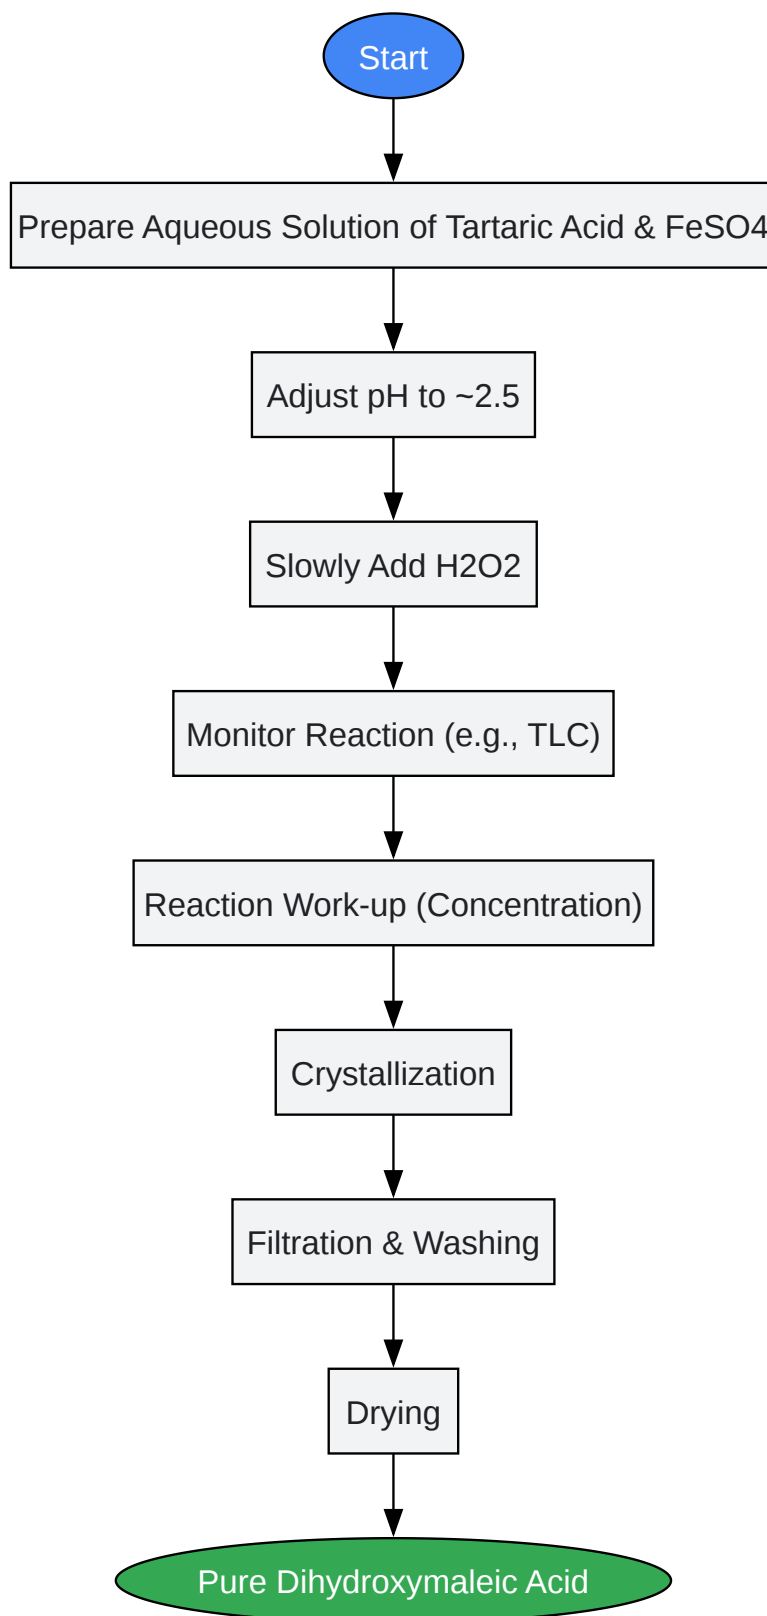 Start
Prepare Aqueous Solution of Tartaric Acid & FeSO4
Adjust pH to ~2.5
Slowly Add H2O2
Monitor Reaction (e.g., TLC)
Reaction Work-up (Concentration)
Crystallization
Filtration & Washing
Drying
Pure Dihydroxymaleic Acid